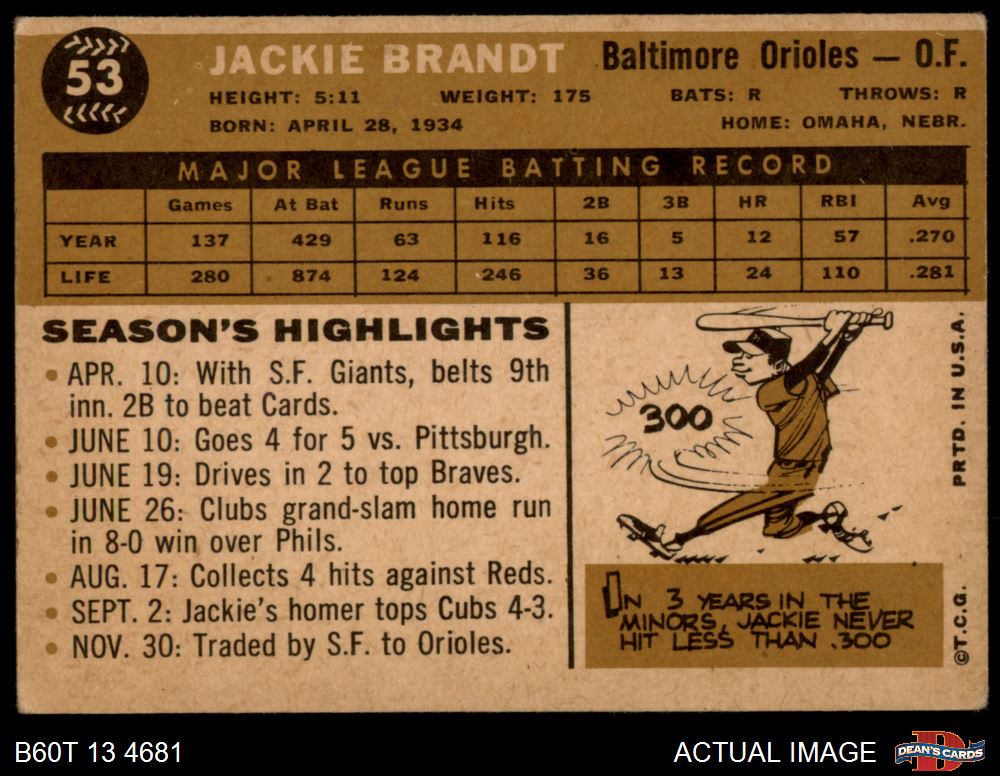 53
JACKIE BRANDT
Baltimore Orioles — O.F.
HEIGHT: 5:11 WEIGHT: 175 BATS: R THROWS: R
BORN: APRIL 28, 1934 HOME: OMAHA, NEBR.
MAJOR LEAGUE BATTING RECORD
Games At Bat Runs Hits 2B 3B HR RBI Avg
YEAR 137 429 63 116 16 5 12 57 .270
LIFE 280 874 124 246 36 13 24 110 .281
SEASON'S HIGHLIGHTS
• APR. 10: With S.F. Giants, belts 9th
inn. 2B to beat Cards.
• JUNE 10: Goes 4 for 5 vs. Pittsburgh.
• JUNE 19: Drives in 2 to top Braves.
• JUNE 26: Clubs grand-slam home run
in 8-0 win over Phils.
• AUG. 17: Collects 4 hits against Reds.
• SEPT. 2: Jackie's homer tops Cubs 4-3.
• NOV. 30: Traded by S.F. to Orioles.
300
IN 3 YEARS IN THE
MINORS, JACKIE NEVER
HIT LESS THAN .300
©T.C.G. PRTD. IN U.S.A.
B60T 13 4681
ACTUAL IMAGE
D
DEAN'S CARDS